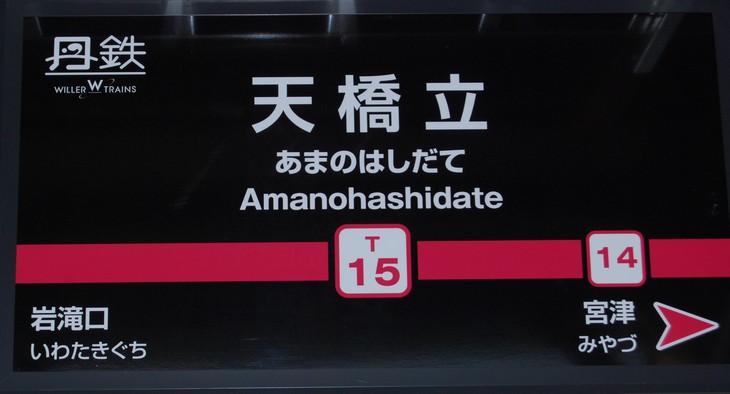 丹鉄
WILLER W TRAINS
天橋立
あまのはしだて
Amanohashidate
T
15
14
岩滝口
いわたきぐち
宮津
みやづ